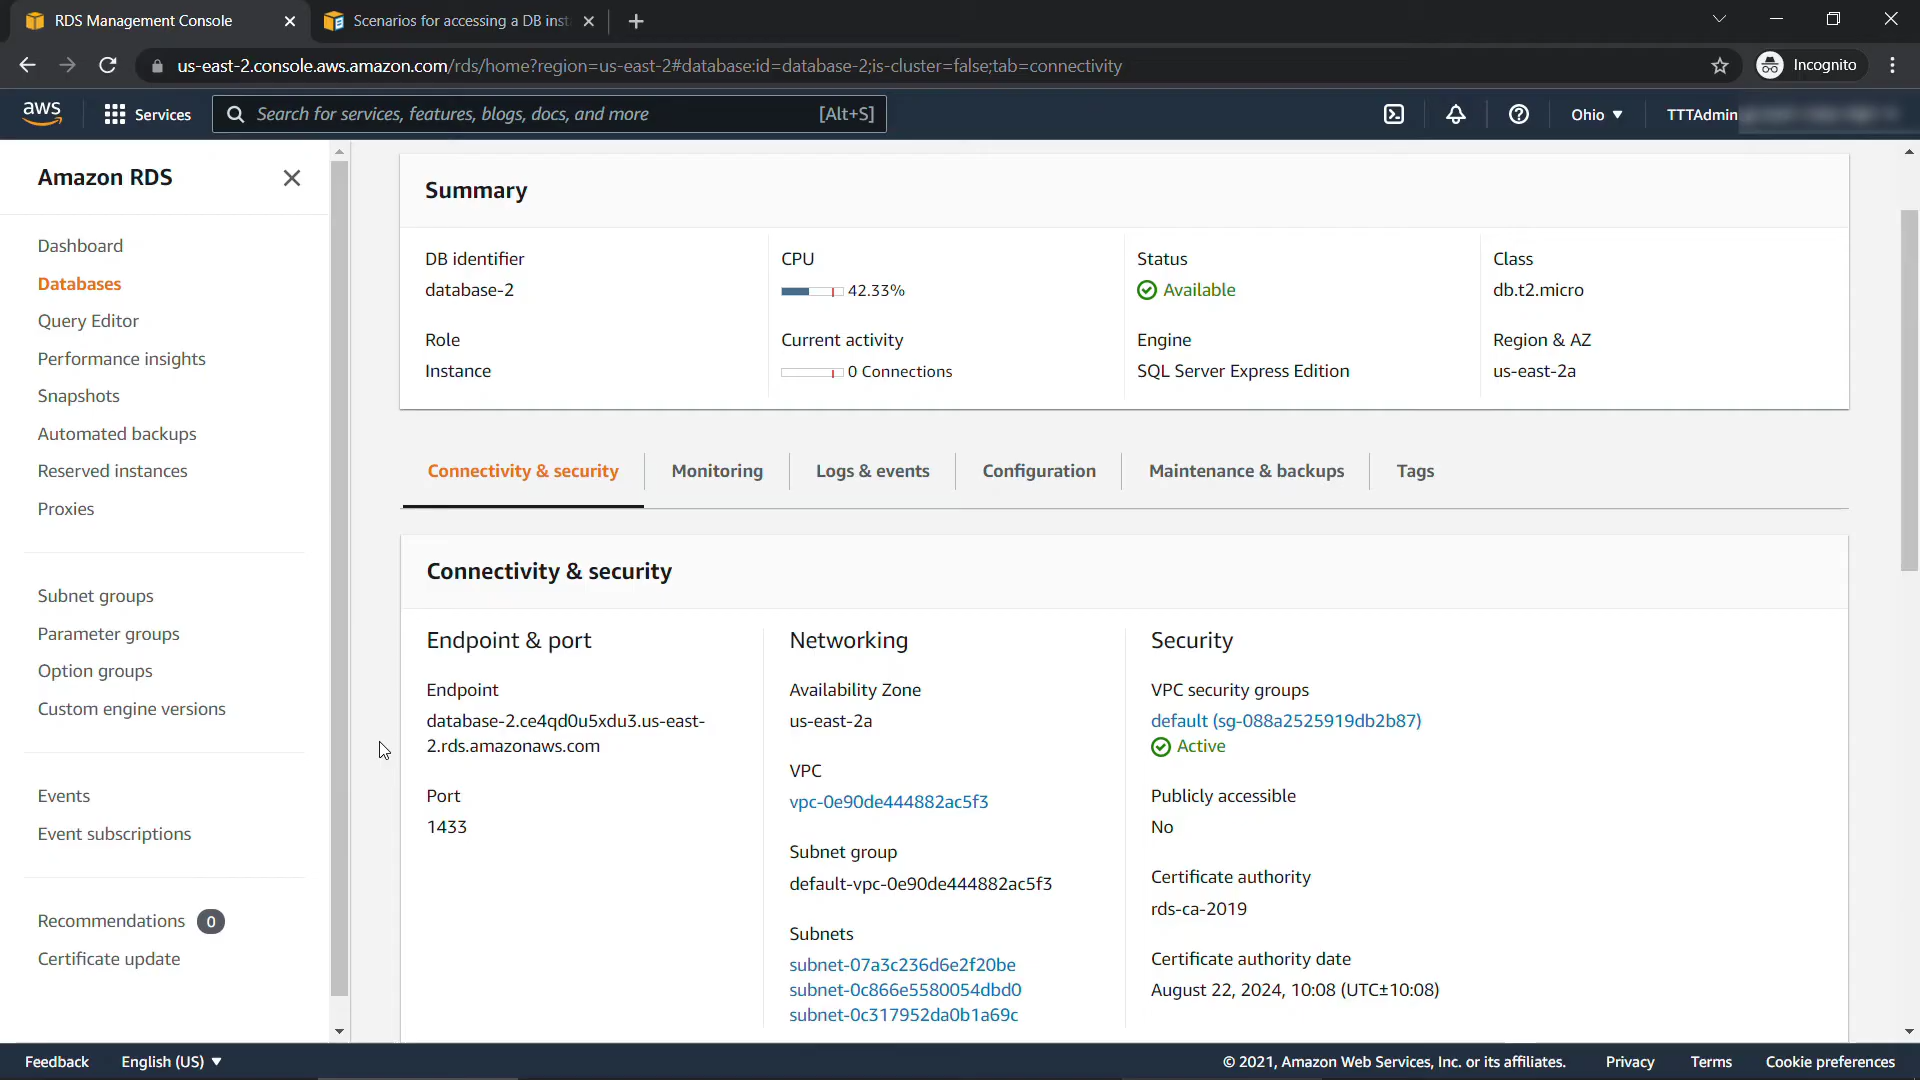 RDS Management Console
Scenarios for accessing a DB inst
us-east-2.console.aws.amazon.com/rds/home?region=us-east-2#database:id=database-2;is-cluster=false;tab=connectivity
Incognito
aws
Services
Search for services, features, blogs, docs, and more
[Alt+S]
Ohio
TTTAdmin
Amazon RDS
Dashboard
Databases
Query Editor
Performance insights
Snapshots
Automated backups
Reserved instances
Proxies
Subnet groups
Parameter groups
Option groups
Custom engine versions
Events
Event subscriptions
Recommendations 0
Certificate update
Summary
DB identifier
database-2
CPU
42.33%
Status
Available
Class
db.t2.micro
Role
Instance
Current activity
0 Connections
Engine
SQL Server Express Edition
Region & AZ
us-east-2a
Connectivity & security
Monitoring
Logs & events
Configuration
Maintenance & backups
Tags
Connectivity & security
Endpoint & port
Endpoint
database-2.ce4qd0u5xdu3.us-east-
2.rds.amazonaws.com
Port
1433
Networking
Availability Zone
us-east-2a
VPC
vpc-0e90de444882ac5f3
Subnet group
default-vpc-0e90de444882ac5f3
Subnets
subnet-07a3c236d6e2f20be
subnet-0c866e5580054dbd0
subnet-0c317952da0b1a69c
Security
VPC security groups
default (sg-088a2525919db2b87)
Active
Publicly accessible
No
Certificate authority
rds-ca-2019
Certificate authority date
August 22, 2024, 10:08 (UTC±10:08)
Feedback
English (US)
© 2021, Amazon Web Services, Inc. or its affiliates.
Privacy
Terms
Cookie preferences